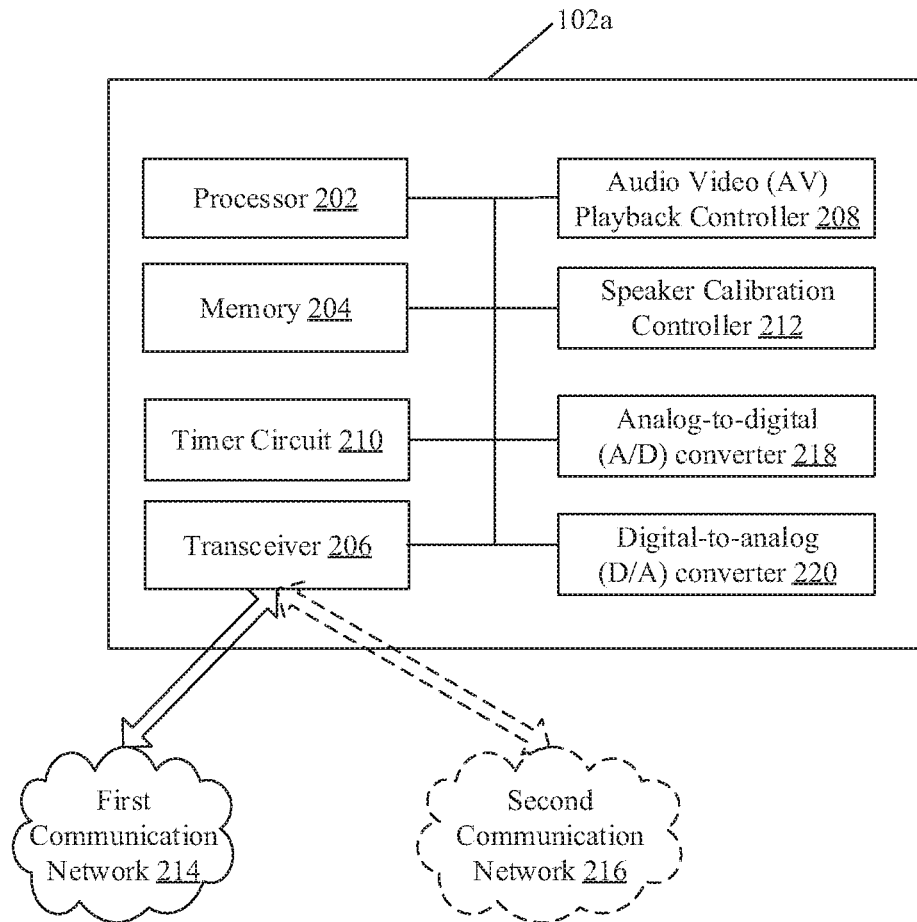 102a
Processor 202
Audio Video (AV)
Playback Controller 208
Memory 204
Speaker Calibration
Controller 212
Timer Circuit 210
Analog-to-digital
(A/D) converter 218
Transceiver 206
Digital-to-analog
(D/A) converter 220
First
Communication
Network 214
Second
Communication
Network 216